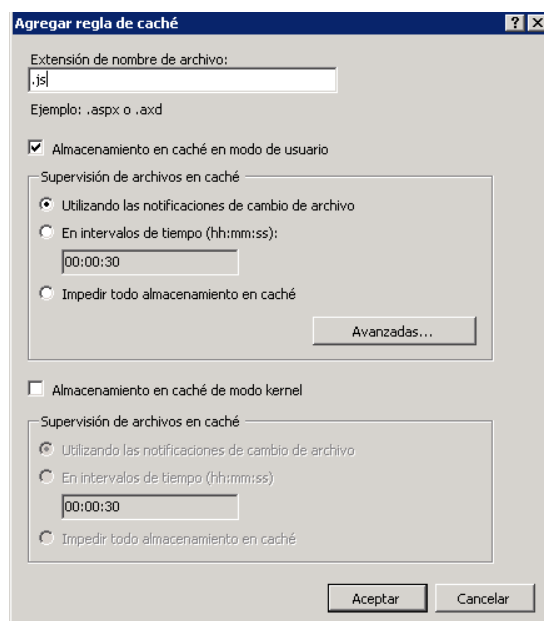 Agregar regla de caché
Extensión de nombre de archivo:
.js
Ejemplo: .aspx o .axd
Almacenamiento en caché en modo de usuario
Supervisión de archivos en caché
Utilizando las notificaciones de cambio de archivo
En intervalos de tiempo (hh:mm:ss):
00:00:30
Impedir todo almacenamiento en caché
Avanzadas...
Almacenamiento en caché de modo kernel
Supervisión de archivos en caché
Utilizando las notificaciones de cambio de archivo
En intervalos de tiempo (hh:mm:ss)
00:00:30
Impedir todo almacenamiento en caché
Aceptar Cancelar